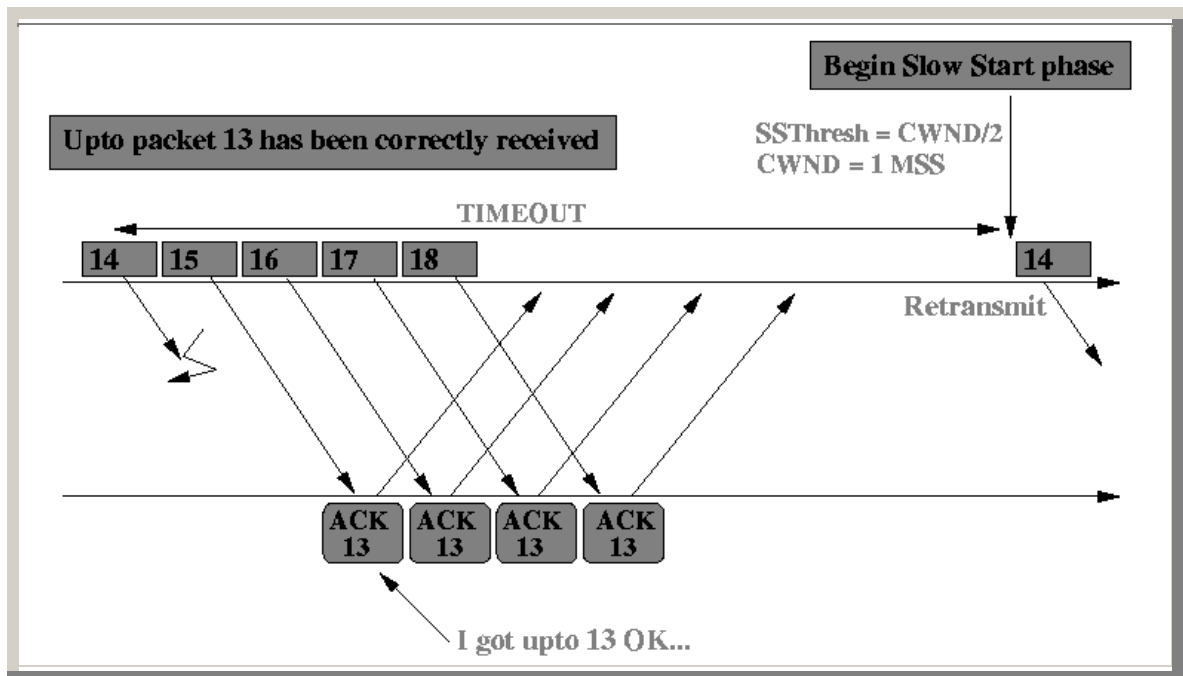 Begin Slow Start phase
Upto packet 13 has been correctly received
SSThresh = CWND/2
CWND = 1 MSS
TIMEOUT
14 15 16 17 18 14
Retransmit
ACK ACK ACK ACK
13 13 13 13
I got upto 13 OK...